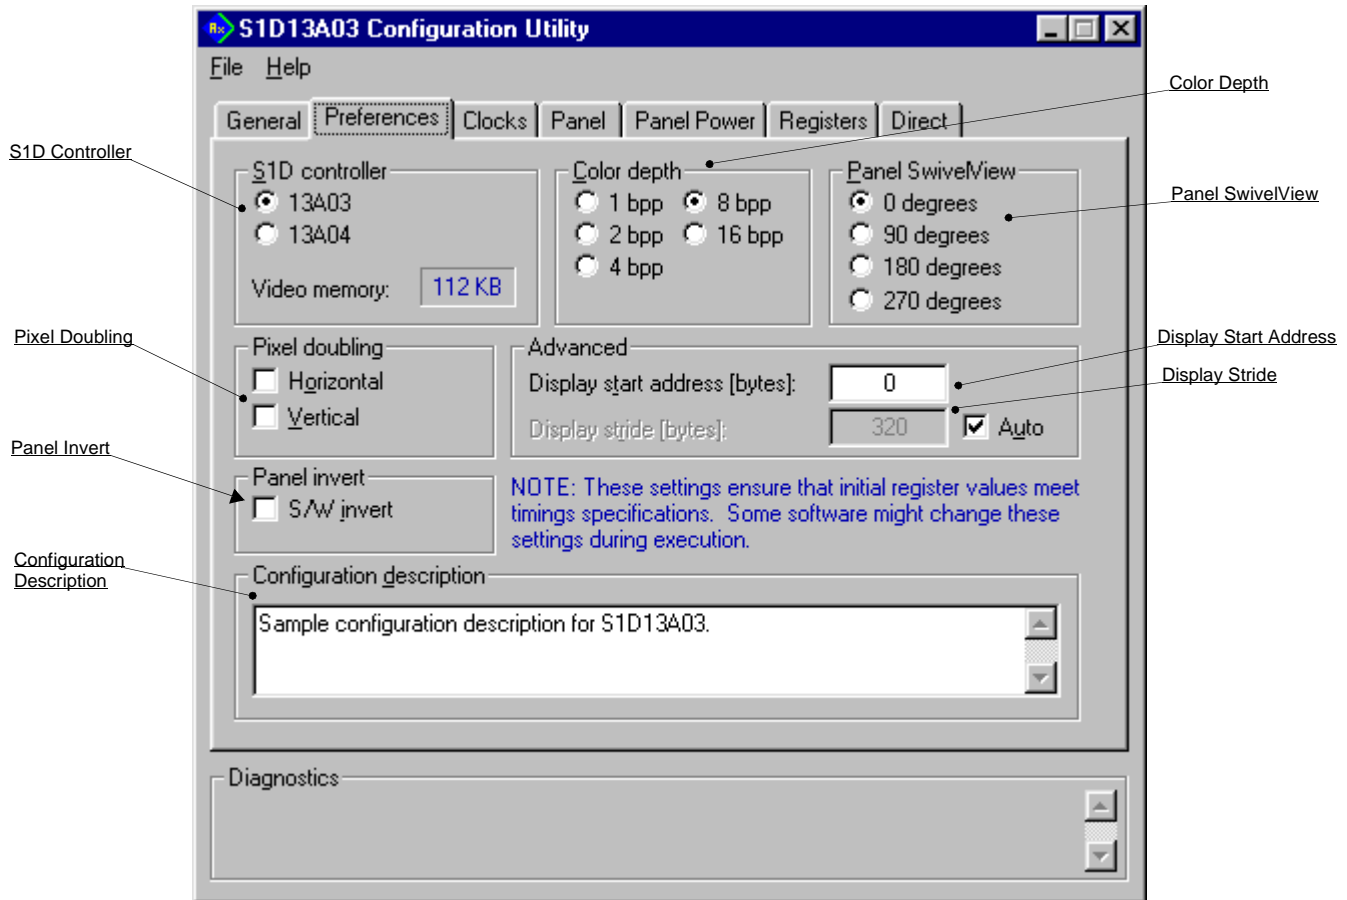 S1D13A03 Configuration Utility
File Help
General Preferences Clocks Panel Panel Power Registers Direct
Color Depth
S1D Controller
S1D controller
13A03
13A04
Video memory: 112 KB
Color depth
1 bpp 8 bpp
2 bpp 16 bpp
4 bpp
Panel SwivelView
0 degrees
90 degrees
180 degrees
270 degrees
Panel SwivelView
Pixel Doubling
Pixel doubling
Horizontal
Vertical
Advanced
Display start address [bytes]: 0
Display stride [bytes]: 320 Auto
Display Start Address
Display Stride
Panel Invert
Panel invert
S/W invert
NOTE: These settings ensure that initial register values meet
timings specifications. Some software might change these
settings during execution.
Configuration
Description
Configuration description
Sample configuration description for S1D13A03.
Diagnostics